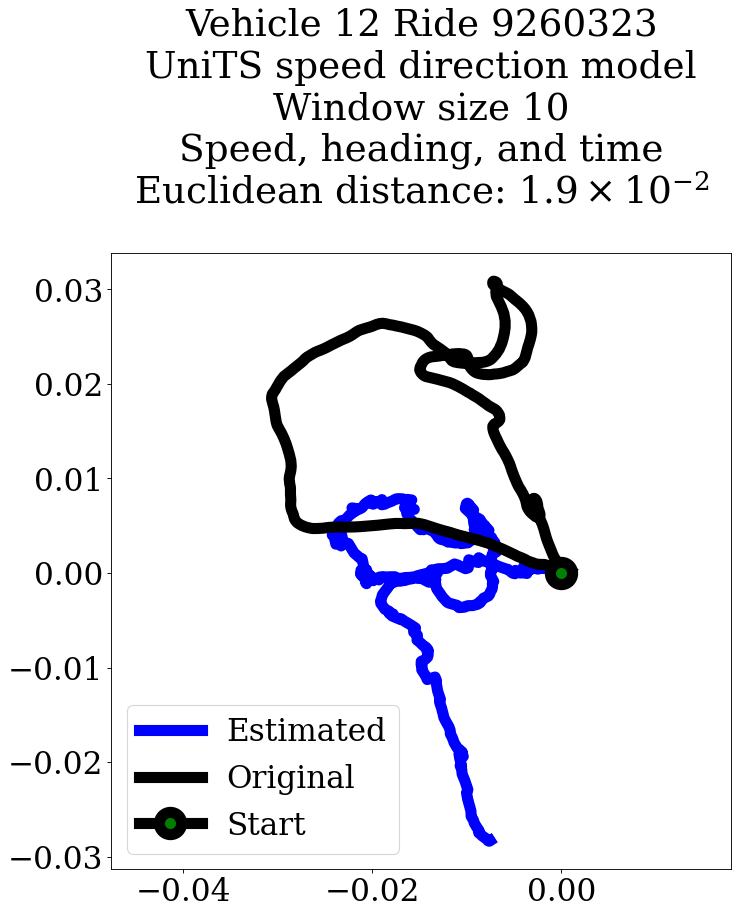 Vehicle 12 Ride 9260323
UniTS speed direction model
Window size 10
Speed, heading, and time
Euclidean distance: 1.9 × 10⁻²
0.03
0.02
0.01
0.00
−0.01
−0.02
−0.03
Estimated
Original
Start
−0.04
−0.02
0.00